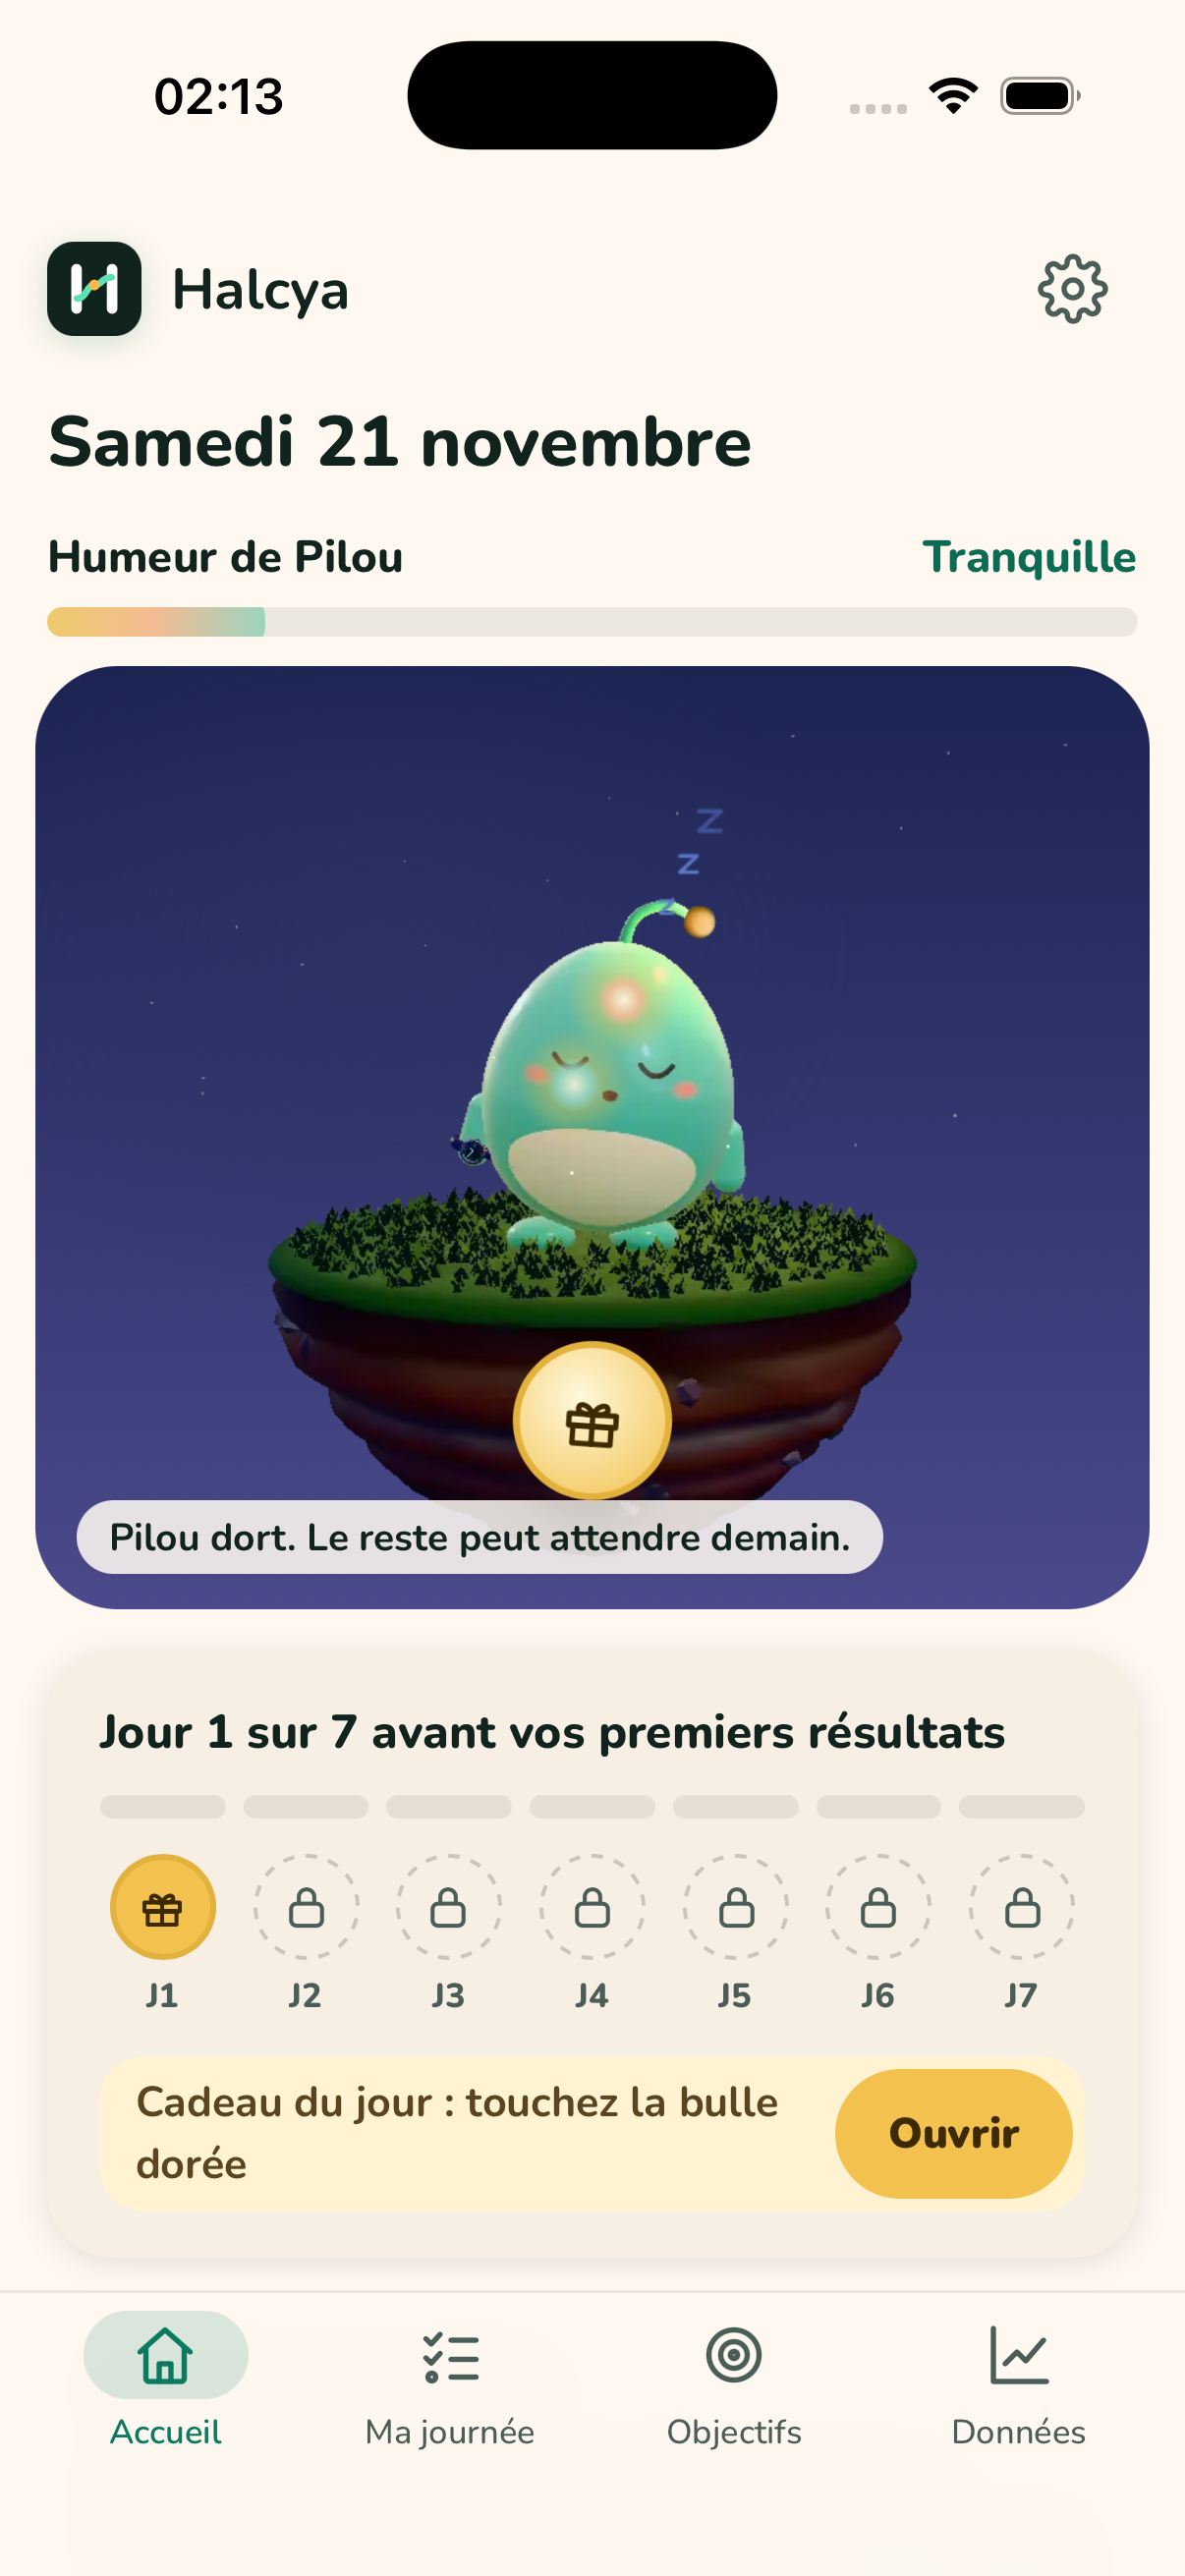 02:13
Halcya
Samedi 21 novembre
Humeur de Pilou
Tranquille
z
z
z
Pilou dort. Le reste peut attendre demain.
Jour 1 sur 7 avant vos premiers résultats
J1
J2
J3
J4
J5
J6
J7
Cadeau du jour : touchez la bulle
dorée
Ouvrir
Accueil
Ma journée
Objectifs
Données